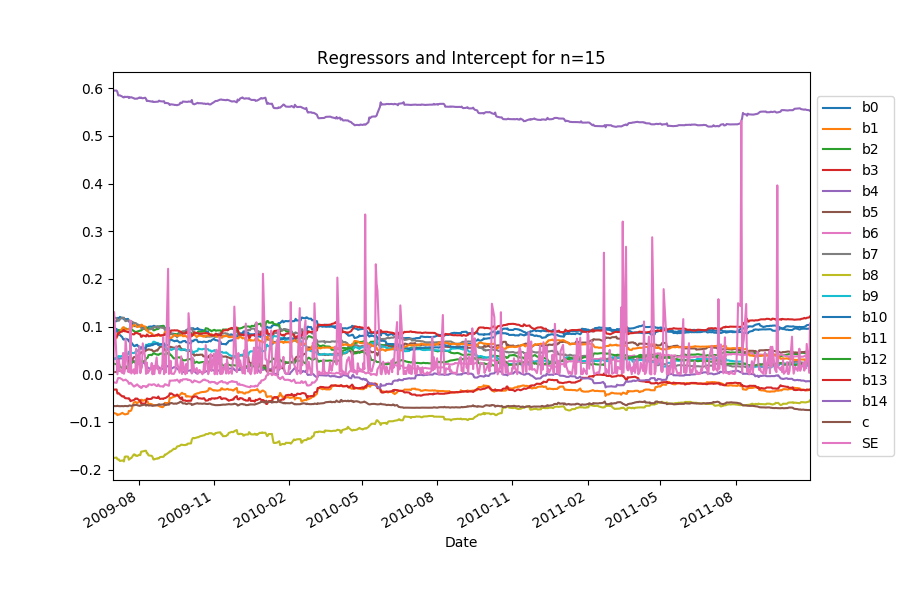 Regressors and Intercept for n=15
0.6
0.5
0.4
0.3
0.2
0.1
0.0
−0.1
−0.2
2009-08
2009-11
2010-02
2010-05
2010-08
2010-11
2011-02
2011-05
2011-08
Date
b0
b1
b2
b3
b4
b5
b6
b7
b8
b9
b10
b11
b12
b13
b14
c
SE